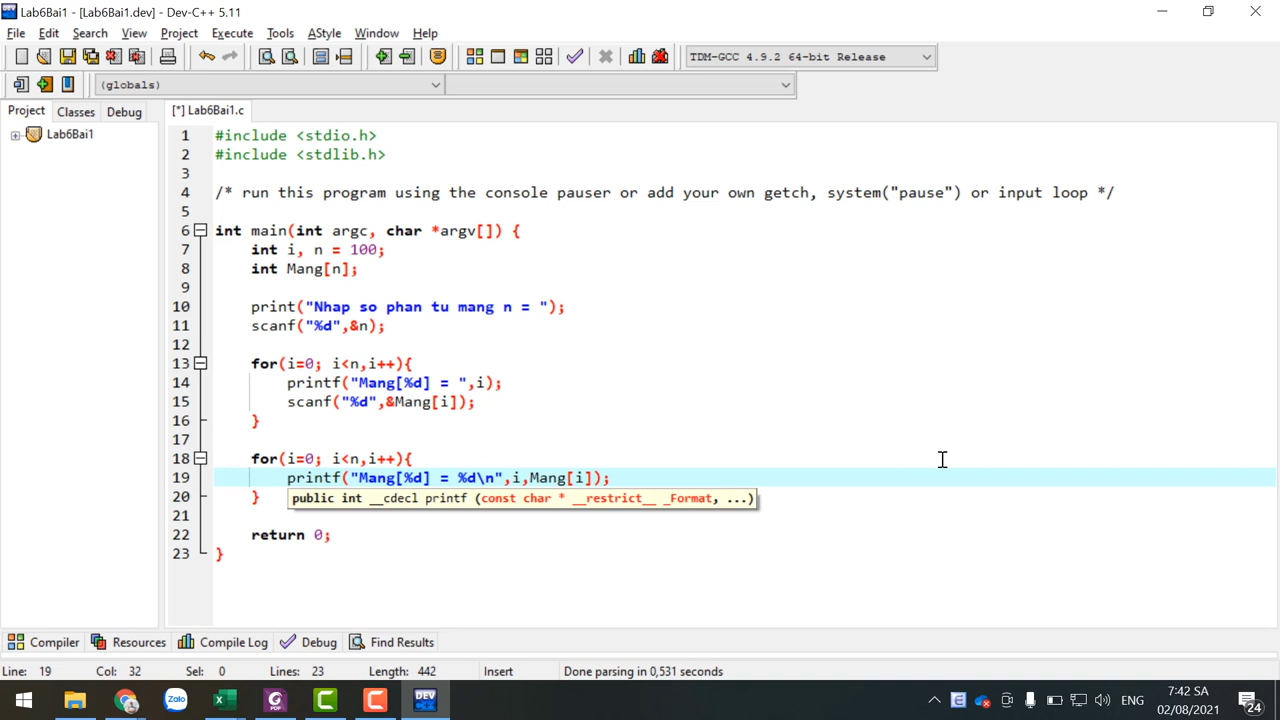 Lab6Bai1 - [Lab6Bai1.dev] - Dev-C++ 5.11
File Edit Search View Project Execute Tools AStyle Window Help
TDM-GCC 4.9.2 64-bit Release
(globals)
Project Classes Debug [*] Lab6Bai1.c
Lab6Bai1
1 #include <stdio.h>
2 #include <stdlib.h>
3
4 /* run this program using the console pauser or add your own getch, system("pause") or input loop */
5
6 int main(int argc, char *argv[]) {
7 int i, n = 100;
8 int Mang[n];
9
10 print("Nhap so phan tu mang n = ");
11 scanf("%d",&n);
12
13 for(i=0; i<n,i++){
14 printf("Mang[%d] = ",i);
15 scanf("%d",&Mang[i]);
16 }
17
18 for(i=0; i<n,i++){
19 printf("Mang[%d] = %d\n",i,Mang[i]);
20 }
public int __cdecl printf (const char * __restrict__ _Format, ...)
21
22 return 0;
23 }
Compiler Resources Compile Log Debug Find Results
Line: 19 Col: 32 Sel: 0 Lines: 23 Length: 442 Insert Done parsing in 0,531 seconds
Zalo PDF DEV ENG 7:42 SA
02/08/2021 24